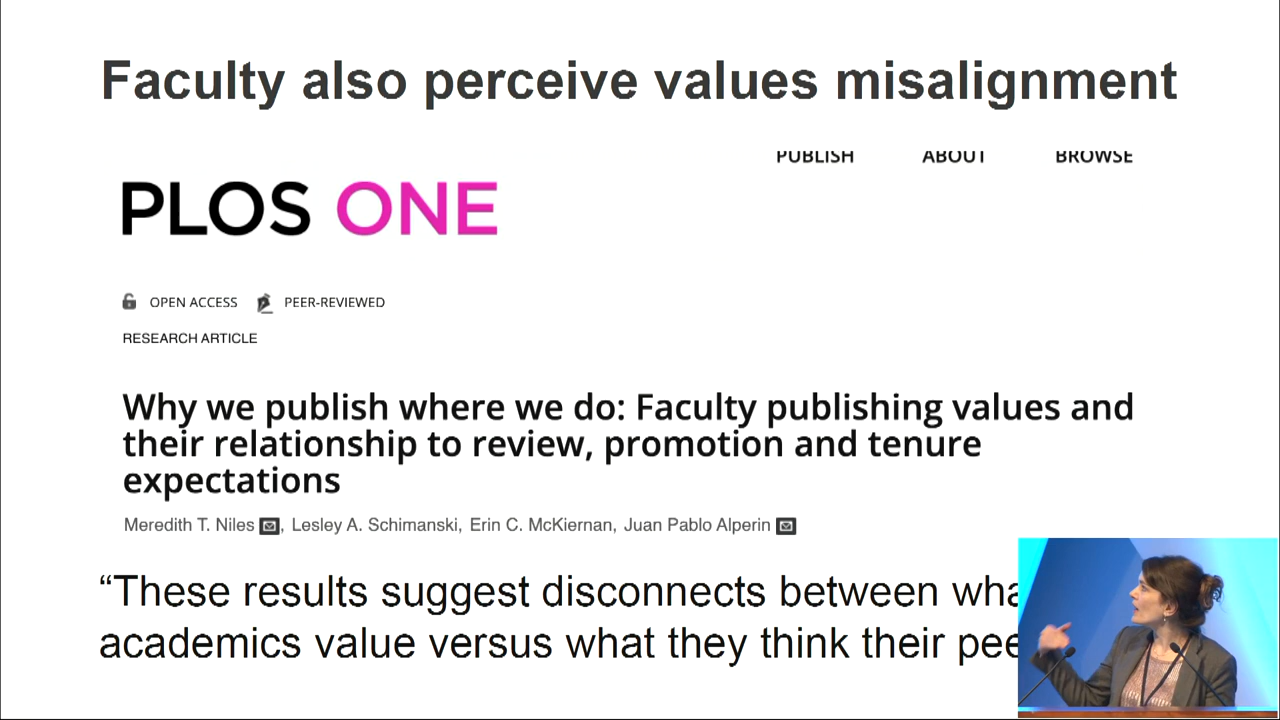 Faculty also perceive values misalignment
PUBLISH ABOUT BROWSE
PLOS ONE
OPEN ACCESS PEER-REVIEWED
RESEARCH ARTICLE
Why we publish where we do: Faculty publishing values and
their relationship to review, promotion and tenure
expectations
Meredith T. Niles, Lesley A. Schimanski, Erin C. McKiernan, Juan Pablo Alperin
“These results suggest disconnects between
academics value versus what they think their